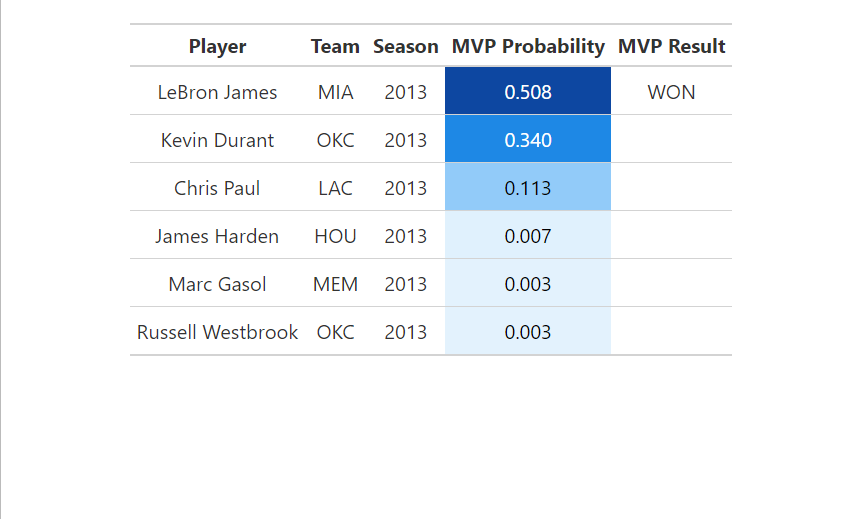 Player Team Season MVP Probability MVP Result
LeBron James MIA 2013 0.508 WON
Kevin Durant OKC 2013 0.340
Chris Paul LAC 2013 0.113
James Harden HOU 2013 0.007
Marc Gasol MEM 2013 0.003
Russell Westbrook OKC 2013 0.003